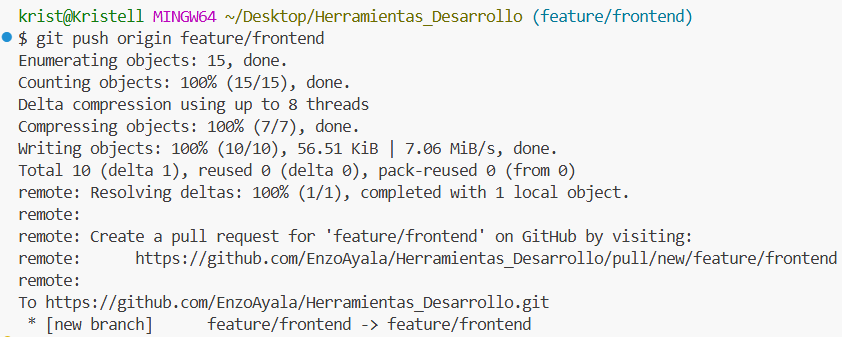 krist@Kristell MINGW64 ~/Desktop/Herramientas_Desarrollo (feature/frontend)
$ git push origin feature/frontend
Enumerating objects: 15, done.
Counting objects: 100% (15/15), done.
Delta compression using up to 8 threads
Compressing objects: 100% (7/7), done.
Writing objects: 100% (10/10), 56.51 KiB | 7.06 MiB/s, done.
Total 10 (delta 1), reused 0 (delta 0), pack-reused 0 (from 0)
remote: Resolving deltas: 100% (1/1), completed with 1 local object.
remote:
remote: Create a pull request for 'feature/frontend' on GitHub by visiting:
remote:      https://github.com/EnzoAyala/Herramientas_Desarrollo/pull/new/feature/frontend
remote:
To https://github.com/EnzoAyala/Herramientas_Desarrollo.git
 * [new branch]      feature/frontend -> feature/frontend